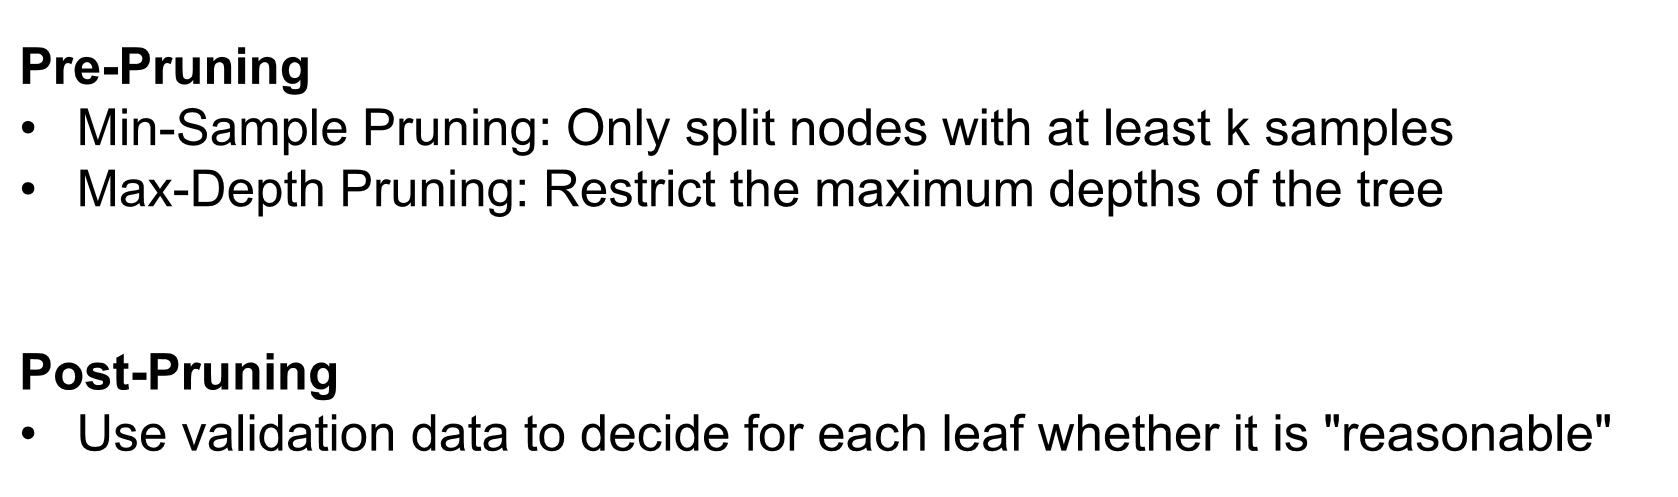 Pre-Pruning
• Min-Sample Pruning: Only split nodes with at least k samples
• Max-Depth Pruning: Restrict the maximum depths of the tree
Post-Pruning
• Use validation data to decide for each leaf whether it is "reasonable"